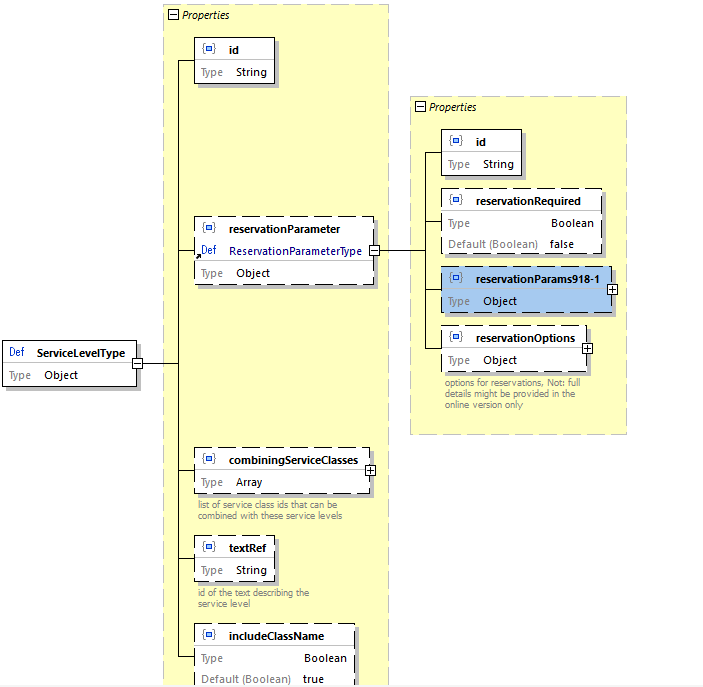 Properties
id
Type String
reservationParameter
Def ReservationParameterType
Type Object
Properties
id
Type String
reservationRequired
Type Boolean
Default (Boolean) false
reservationParams918-1
Type Object
reservationOptions
Type Object
options for reservations, Not: full
details might be provided in the
online version only
Def ServiceLevelType
Type Object
combiningServiceClasses
Type Array
list of service class ids that can be
combined with these service levels
textRef
Type String
id of the text describing the
service level
includeClassName
Type Boolean
Default (Boolean) true